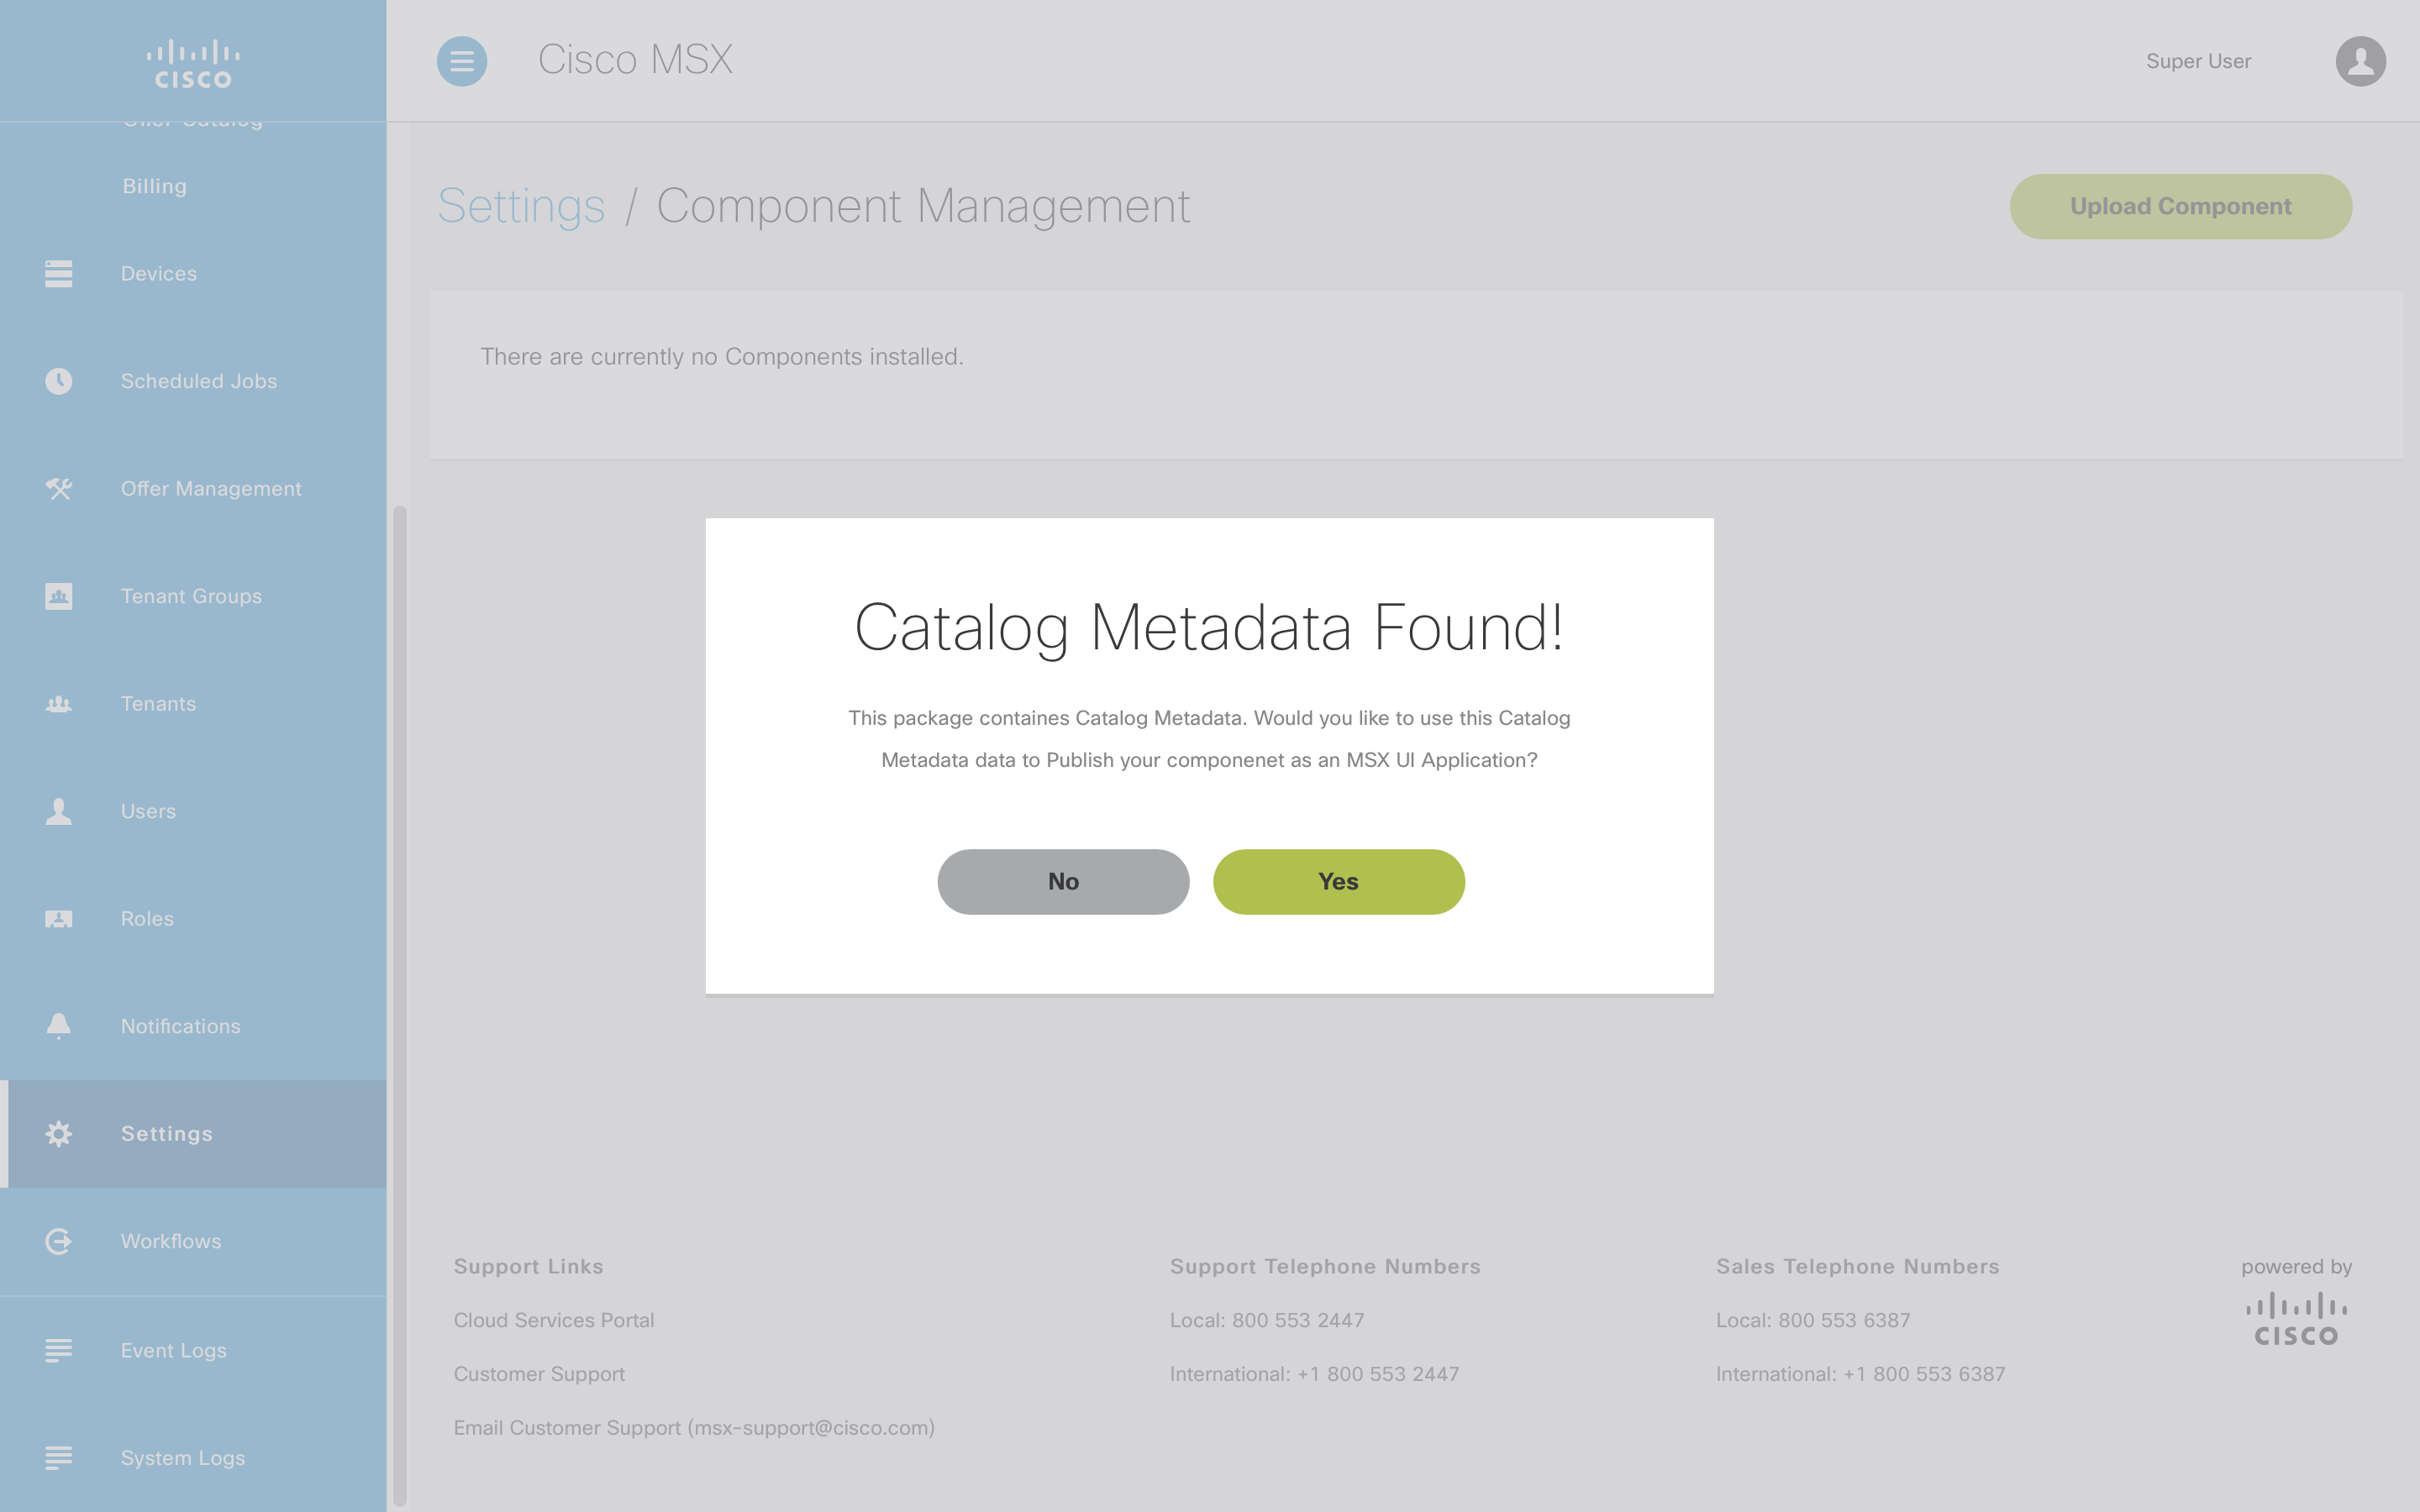 CISCO
Cisco MSX
Super User
Offer Catalog
Billing
Devices
Scheduled Jobs
Offer Management
Tenant Groups
Tenants
Users
Roles
Notifications
Settings
Workflows
Event Logs
System Logs
Settings / Component Management
Upload Component
There are currently no Components installed.
Catalog Metadata Found!
This package containes Catalog Metadata. Would you like to use this Catalog
Metadata data to Publish your componenet as an MSX UI Application?
No
Yes
Support Links
Cloud Services Portal
Customer Support
Email Customer Support (msx-support@cisco.com)
Support Telephone Numbers
Local: 800 553 2447
International: +1 800 553 2447
Sales Telephone Numbers
Local: 800 553 6387
International: +1 800 553 6387
powered by
CISCO